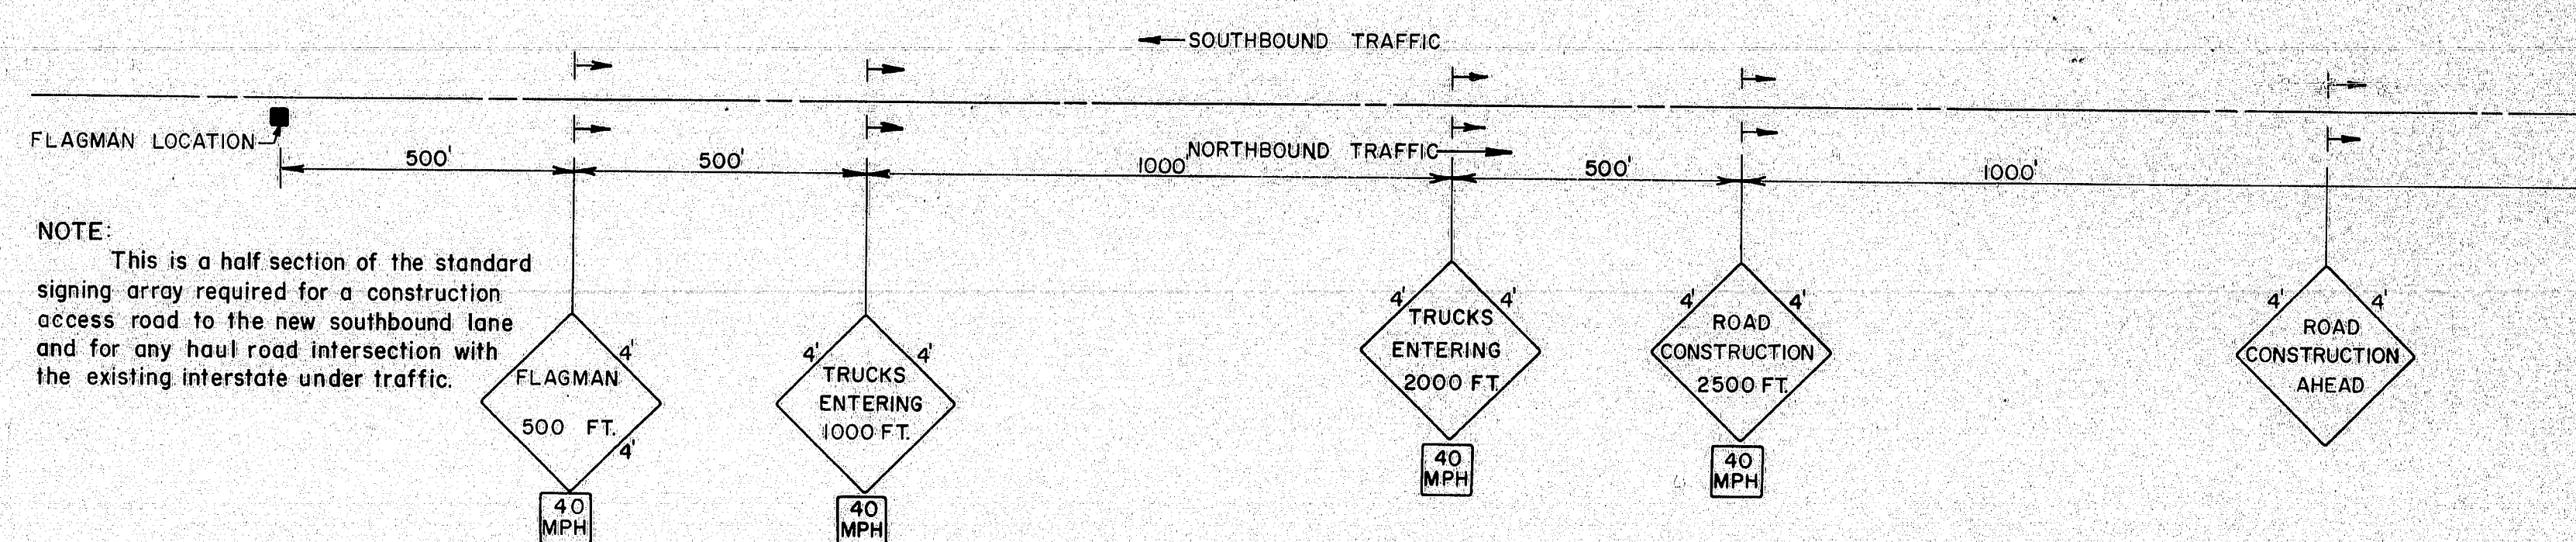 SOUTHBOUND TRAFFIC
FLAGMAN LOCATION
NORTHBOUND TRAFFIC
500'
500'
1000'
500'
1000'
NOTE:
This is a half section of the standard
signing array required for a construction
access road to the new southbound lane
and for any haul road intersection with
the existing interstate under traffic.
4'
FLAGMAN
500 FT.
4'
40
MPH
4'
4'
TRUCKS
ENTERING
1000 FT.
40
MPH
4'
4'
TRUCKS
ENTERING
2000 FT.
40
MPH
4'
4'
ROAD
CONSTRUCTION
2500 FT.
40
MPH
4'
4'
ROAD
CONSTRUCTION
AHEAD